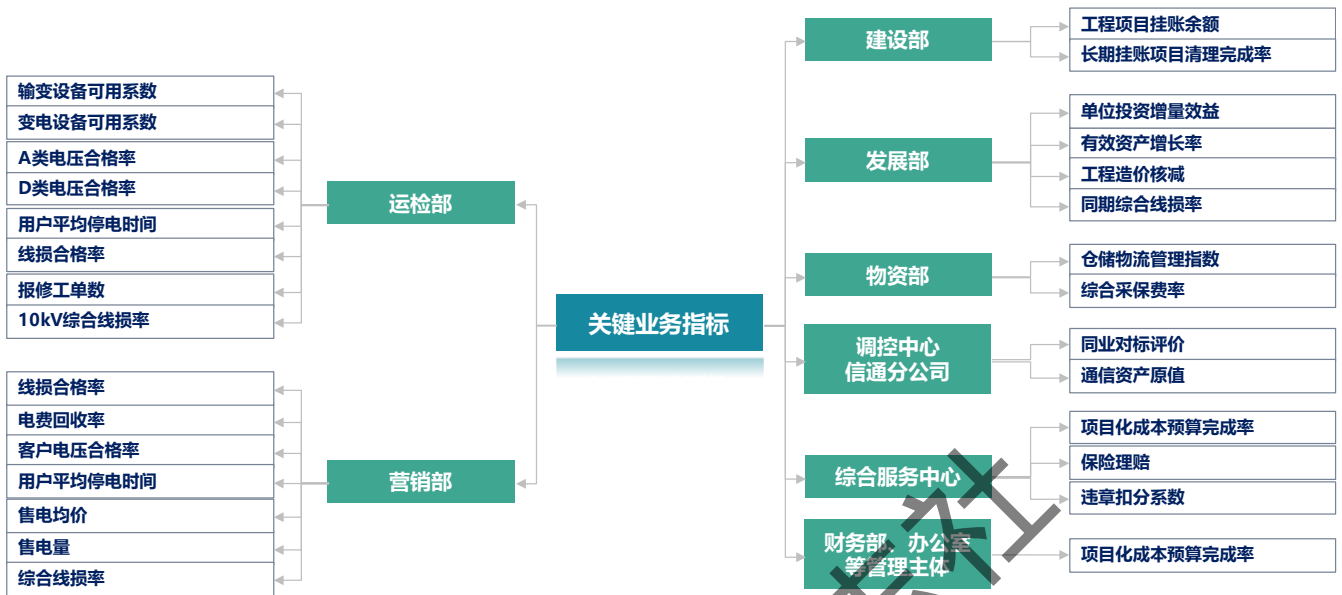 关键业务指标
运检部
输变设备可用系数
变电设备可用系数
A类电压合格率
D类电压合格率
用户平均停电时间
线损合格率
报修工单数
10kV综合线损率
营销部
线损合格率
电费回收率
客户电压合格率
用户平均停电时间
售电均价
售电量
综合线损率
建设部
工程项目挂账余额
长期挂账项目清理完成率
发展部
单位投资增量效益
有效资产增长率
工程造价核减
同期综合线损率
物资部
仓储物流管理指数
综合采保费率
调控中心
信通分公司
同业对标评价
通信资产原值
综合服务中心
项目化成本预算完成率
保险理赔
违章扣分系数
财务部、办公室
等管理主体
项目化成本预算完成率
社